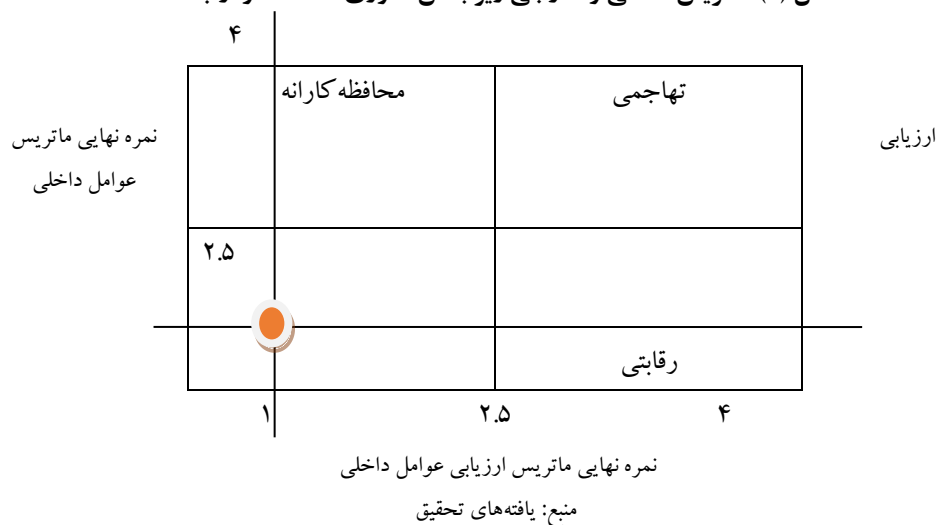 ۴
محافظه‌کارانه
تهاجمی
ارزیابی
نمره نهایی ماتریس
عوامل داخلی
۲.۵
رقابتی
۱
۲.۵
۴
نمره نهایی ماتریس ارزیابی عوامل داخلی
منبع: یافته‌های تحقیق